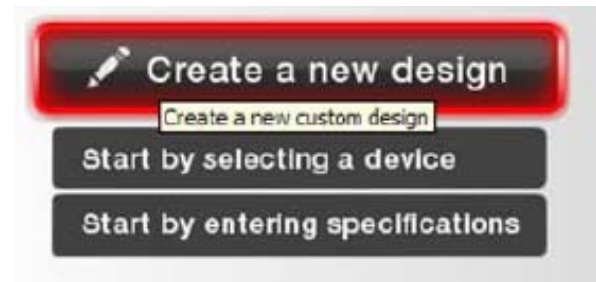 Create a new design
Create a new custom design
Start by selecting a device
Start by entering specifications